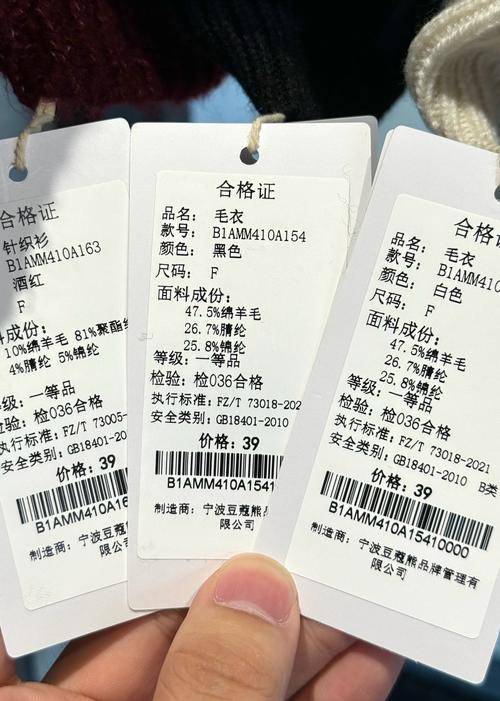 合格证
针织衫
B1AMM410A163
酒红
F
成份:
10%绵羊毛 81%聚酯纤
4%腈纶 5%锦纶
级: 一等品
检验: 检036合格
执行标准: FZ/T 73005-
安全类别: GB18401-20
价格: 39
B1AMM410A16
制造商: 宁波豆蔻熊
限公司
合格证
品名: 毛衣
款号: B1AMM410A154
颜色: 黑色
尺码: F
面料成份:
47.5%绵羊毛
26.7%腈纶
25.8%锦纶
等级: 一等品
检验: 检036合格
执行标准: FZ/T 73018-202
安全类别: GB18401-2010
价格: 39
B1AMM410A1541
制造商: 宁波豆蔻熊品
限公司
合格
品名: 毛衣
款号: B1AMM410
颜色: 白色
尺码: F
面料成份:
47.5%绵羊毛
26.7%腈纶
25.8%锦纶
等级: 一等品
检验: 检036合格
执行标准: FZ/T 73018-2021
安全类别: GB18401-2010 B类
价格: 39
B1AMM410A15410000
制造商: 宁波豆蔻熊品牌管理有
限公司